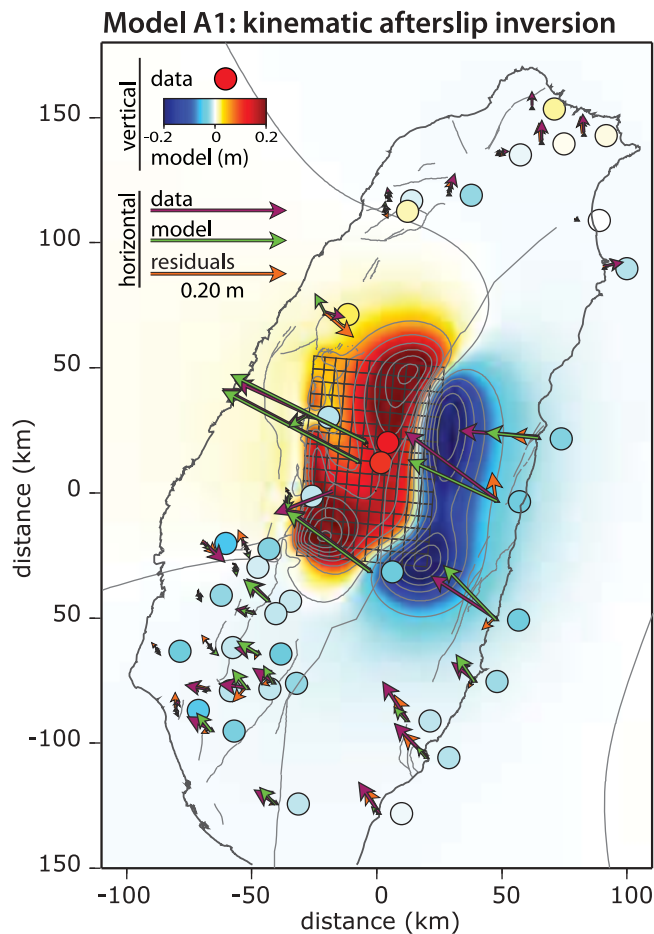 Model A1: kinematic afterslip inversion
vertical
data
-0.2 0 0.2
model (m)
horizontal
data
model
residuals
0.20 m
150
100
50
0
50
-50
-100
150
distance (km)
-100 -50 0 50 100
distance (km)